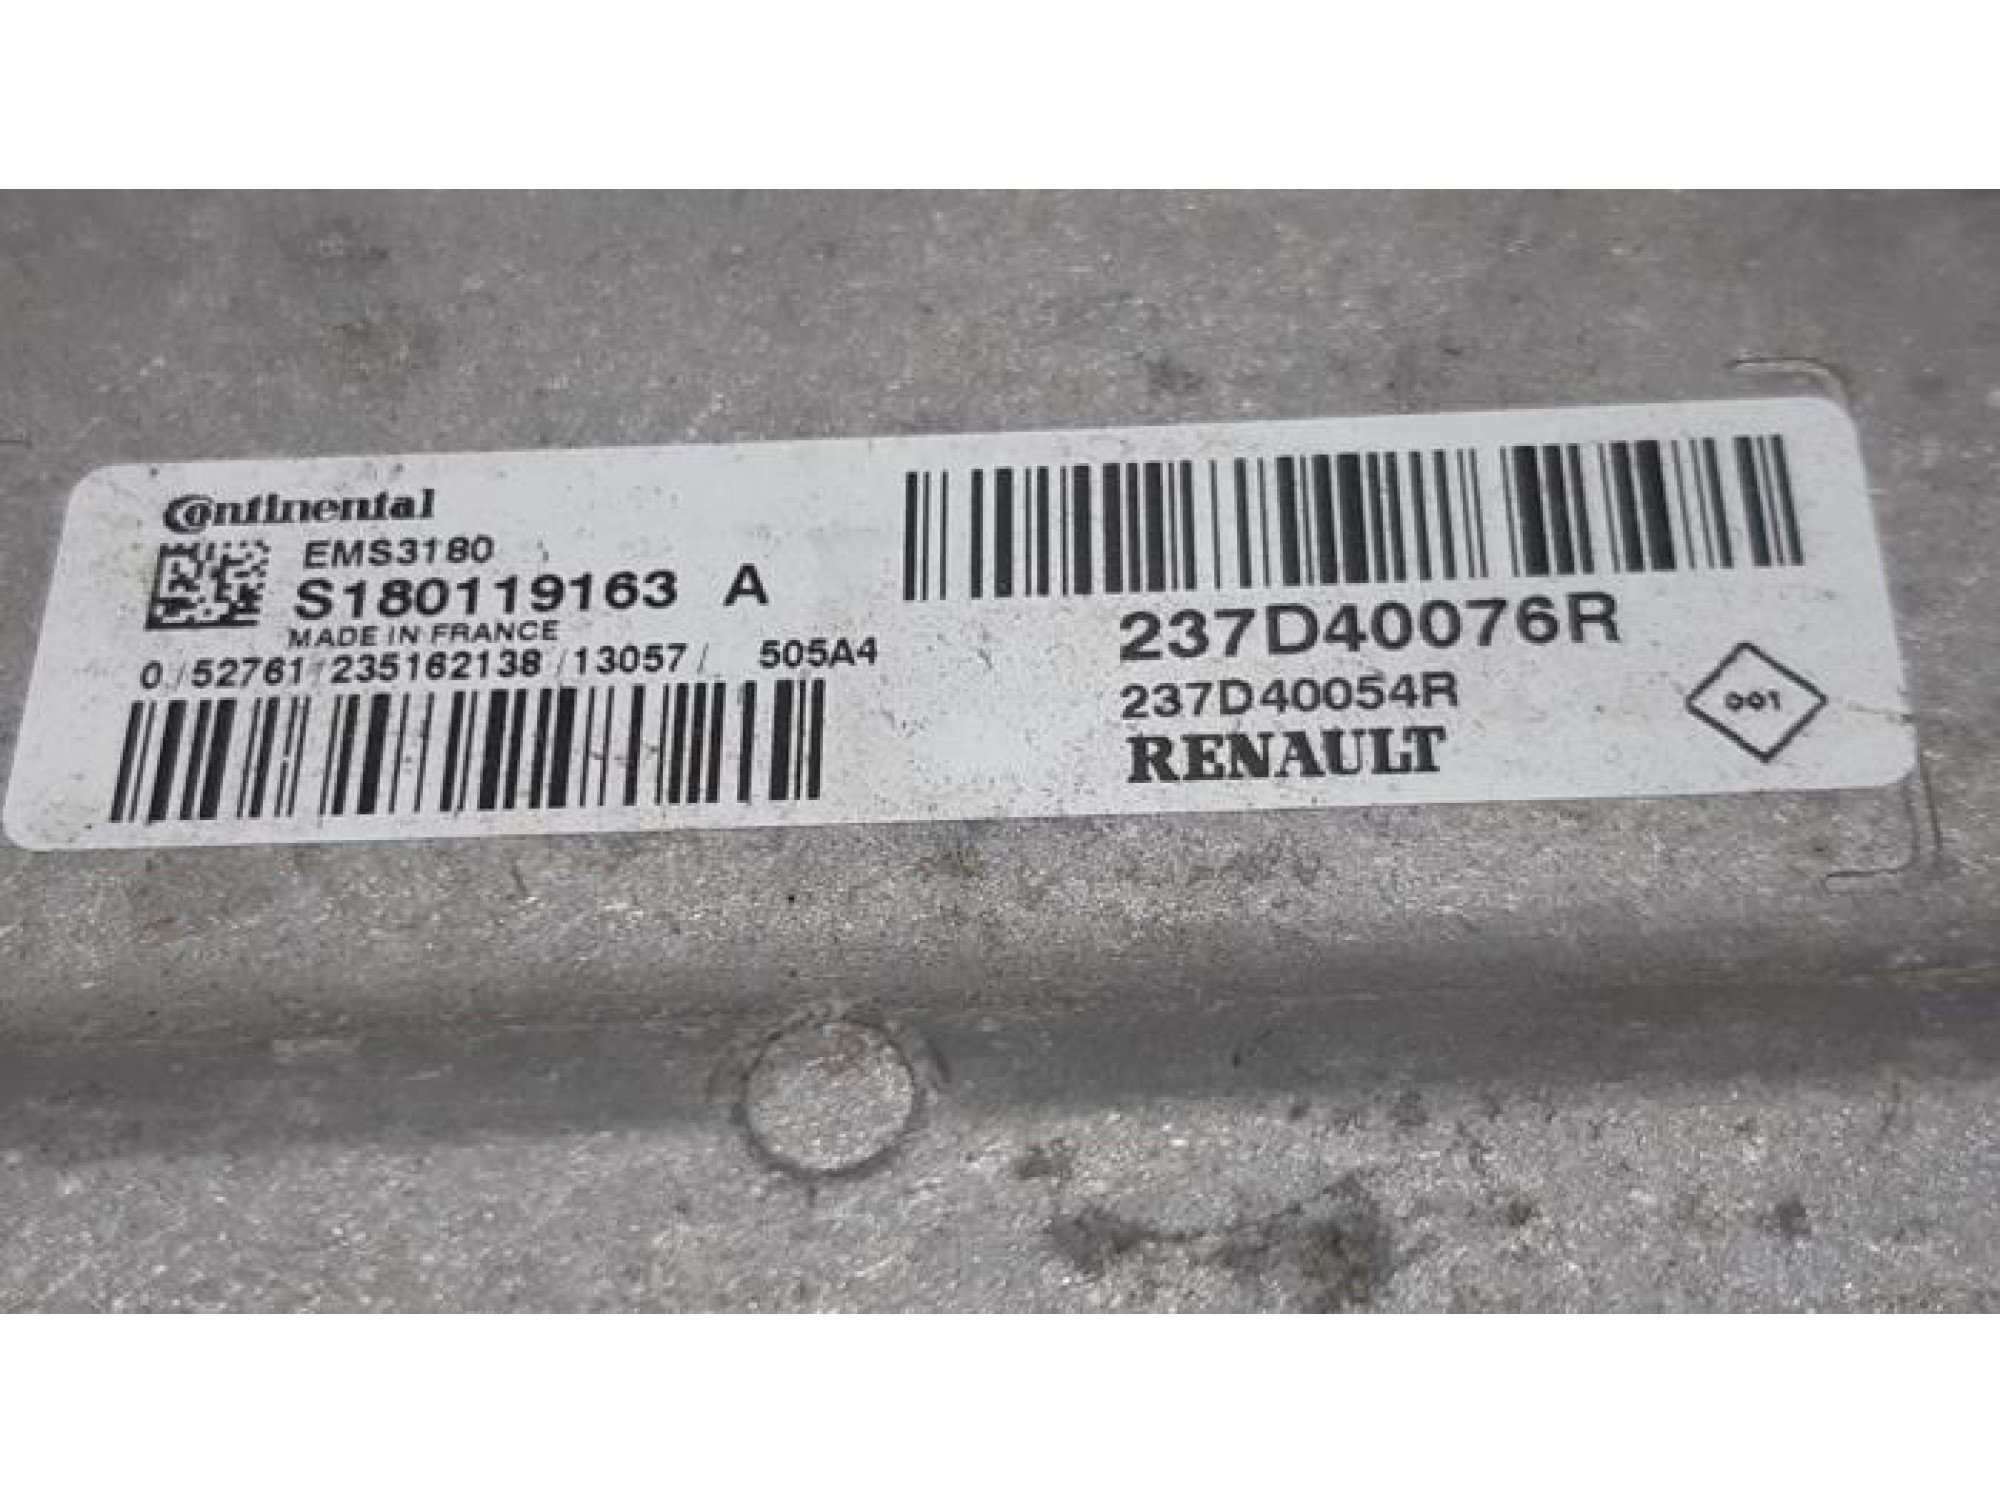 Continental
EMS3180
S180119163 A
MADE IN FRANCE
0 / 52761 / 235162138 / 13057 / 505A4
237D40076R
237D40054R
RENAULT
001